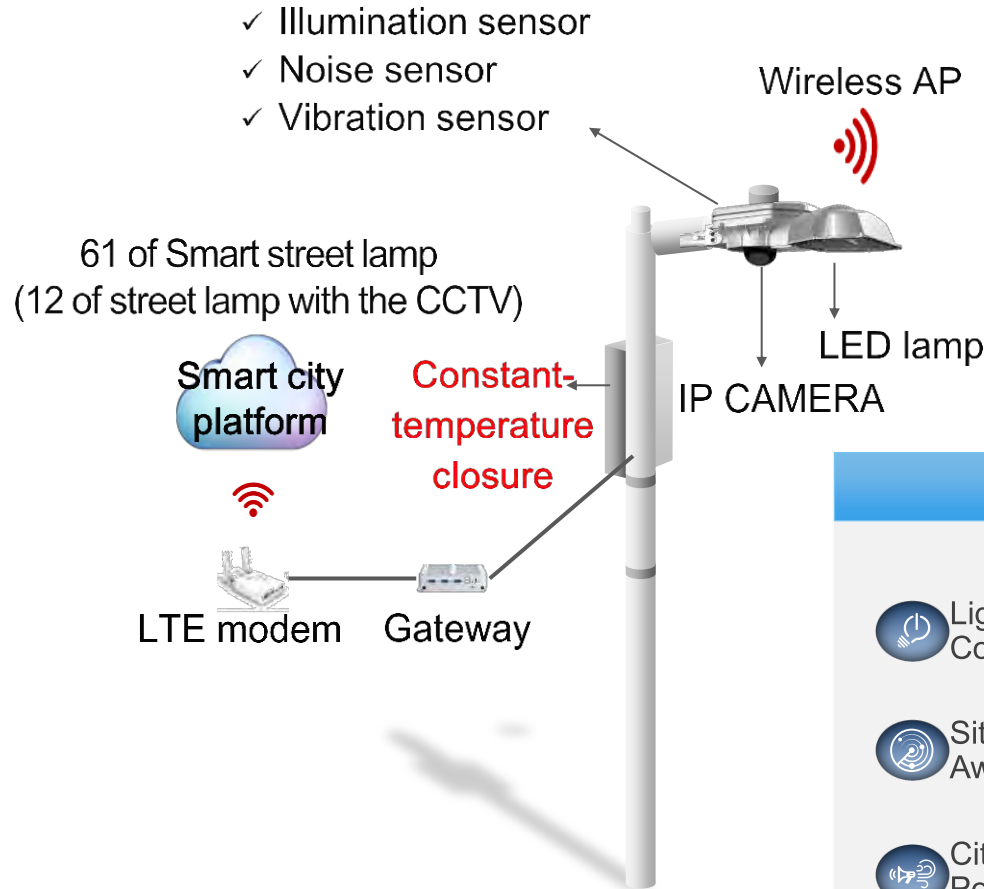 ✓ Illumination sensor
✓ Noise sensor
✓ Vibration sensor
Wireless AP
61 of Smart street lamp
(12 of street lamp with the CCTV)
LED lamp
Smart city
platform
Constant-
temperature
closure
IP CAMERA
LTE modem
Gateway